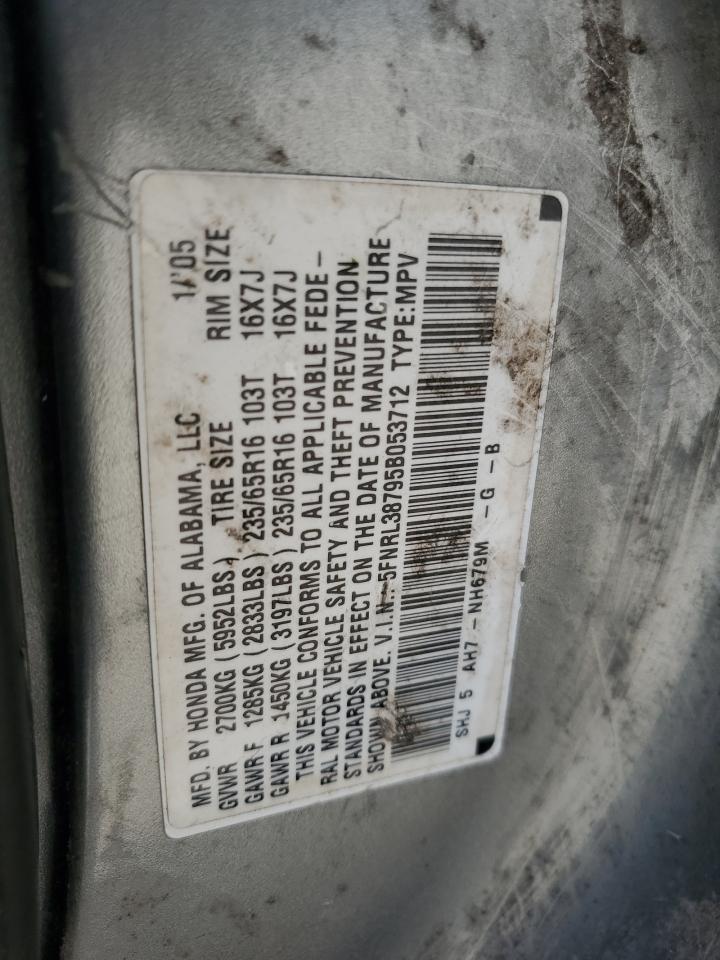 MFD. BY HONDA MFG. OF ALABAMA, LLC 1/'05
GVWR 2700KG (5952LBS) TIRE SIZE RIM SIZE
GAWR F 1285KG (2833LBS) 235/65R16 103T 16X7J
GAWR R 1450KG (3197LBS) 235/65R16 103T 16X7J
THIS VEHICLE CONFORMS TO ALL APPLICABLE FEDE-
RAL MOTOR VEHICLE SAFETY AND THEFT PREVENTION
STANDARDS IN EFFECT ON THE DATE OF MANUFACTURE
SHOWN ABOVE. V.I.N.:5FNRL38795B053712 TYPE:MPV
SHJ 5 AH7 -NH679M -G -B